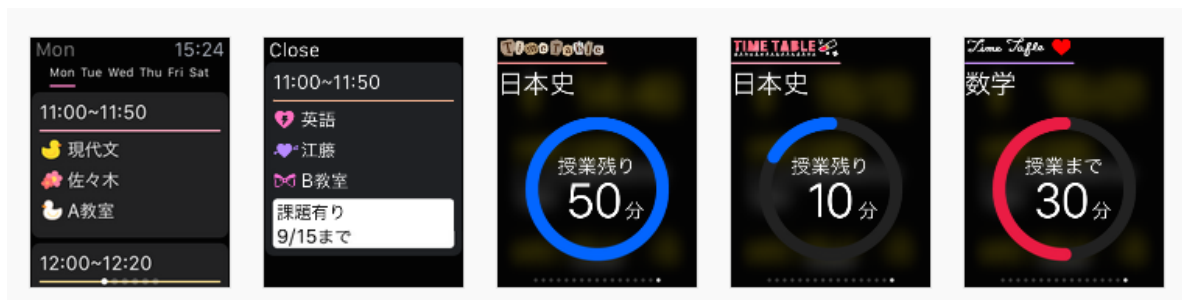 Mon 15:24
Mon Tue Wed Thu Fri Sat
11:00~11:50
現代文
佐々木
A教室
12:00~12:20
Close
11:00~11:50
英語
江藤
B教室
課題有り
9/15まで
TimeTable
日本史
授業残り
50分
TIME TABLE
日本史
授業残り
10分
Time Table
数学
授業まで
30分